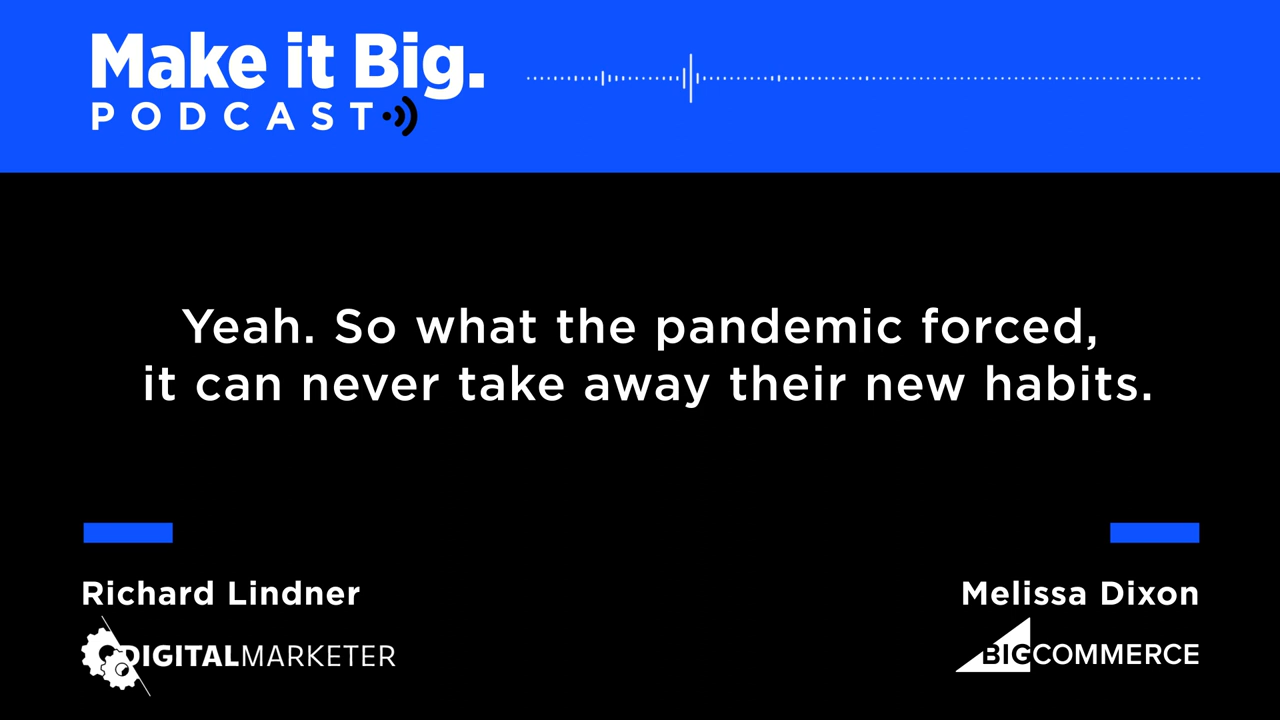 Make it Big.
PODCAST
Yeah. So what the pandemic forced,
it can never take away their new habits.
Richard Lindner
Melissa Dixon
DIGITALMARKETER
BIGCOMMERCE